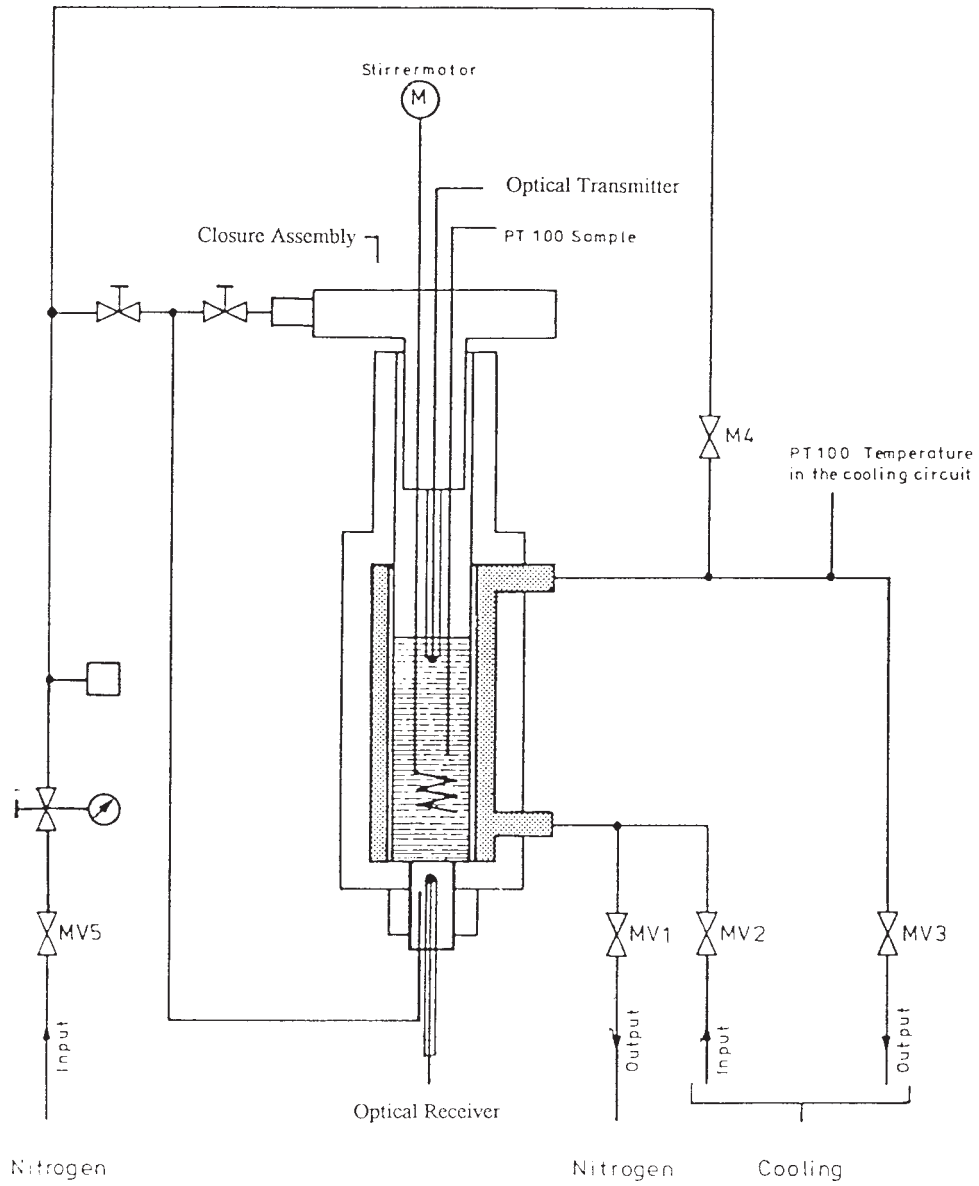 Stirrermotor
M
Optical Transmitter
Closure Assembly
PT 100 Sample
M4
PT100 Temperature
in the cooling circuit
MV5
MV1
MV2
MV3
Input
Output
Input
Output
Optical Receiver
Nitrogen
Nitrogen
Cooling